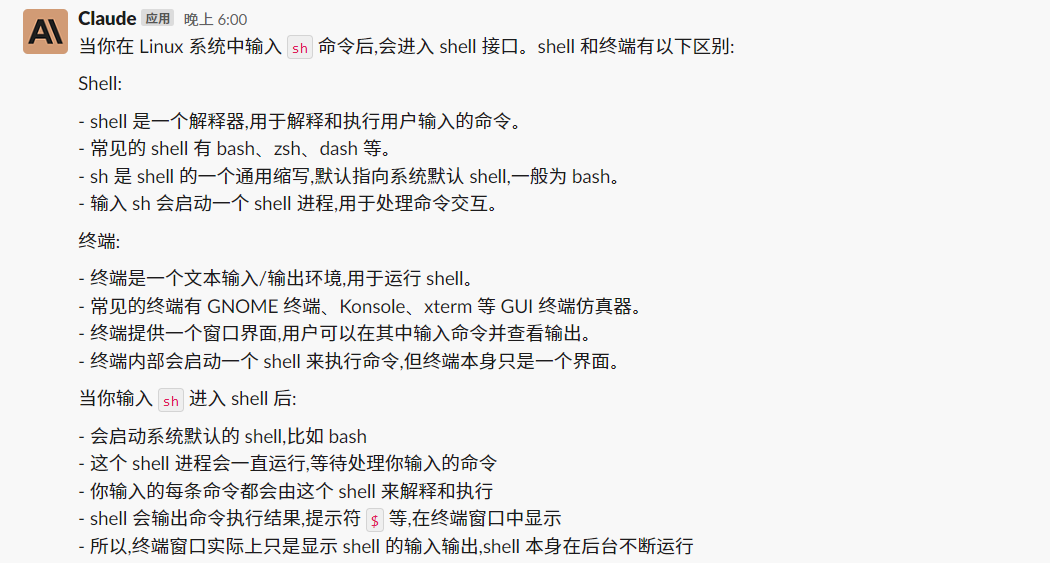 Claude 应用 晚上 6:00
当你在 Linux 系统中输入 sh 命令后,会进入 shell 接口。shell 和终端有以下区别:
Shell:
- shell 是一个解释器,用于解释和执行用户输入的命令。
- 常见的 shell 有 bash、zsh、dash 等。
- sh 是 shell 的一个通用缩写,默认指向系统默认 shell,一般为 bash。
- 输入 sh 会启动一个 shell 进程,用于处理命令交互。
终端:
- 终端是一个文本输入/输出环境,用于运行 shell。
- 常见的终端有 GNOME 终端、Konsole、xterm 等 GUI 终端仿真器。
- 终端提供一个窗口界面,用户可以在其中输入命令并查看输出。
- 终端内部会启动一个 shell 来执行命令,但终端本身只是一个界面。
当你输入 sh 进入 shell 后:
- 会启动系统默认的 shell,比如 bash
- 这个 shell 进程会一直运行,等待处理你输入的命令
- 你输入的每条命令都会由这个 shell 来解释和执行
- shell 会输出命令执行结果,提示符 $ 等,在终端窗口中显示
- 所以,终端窗口实际上只是显示 shell 的输入输出,shell 本身在后台不断运行